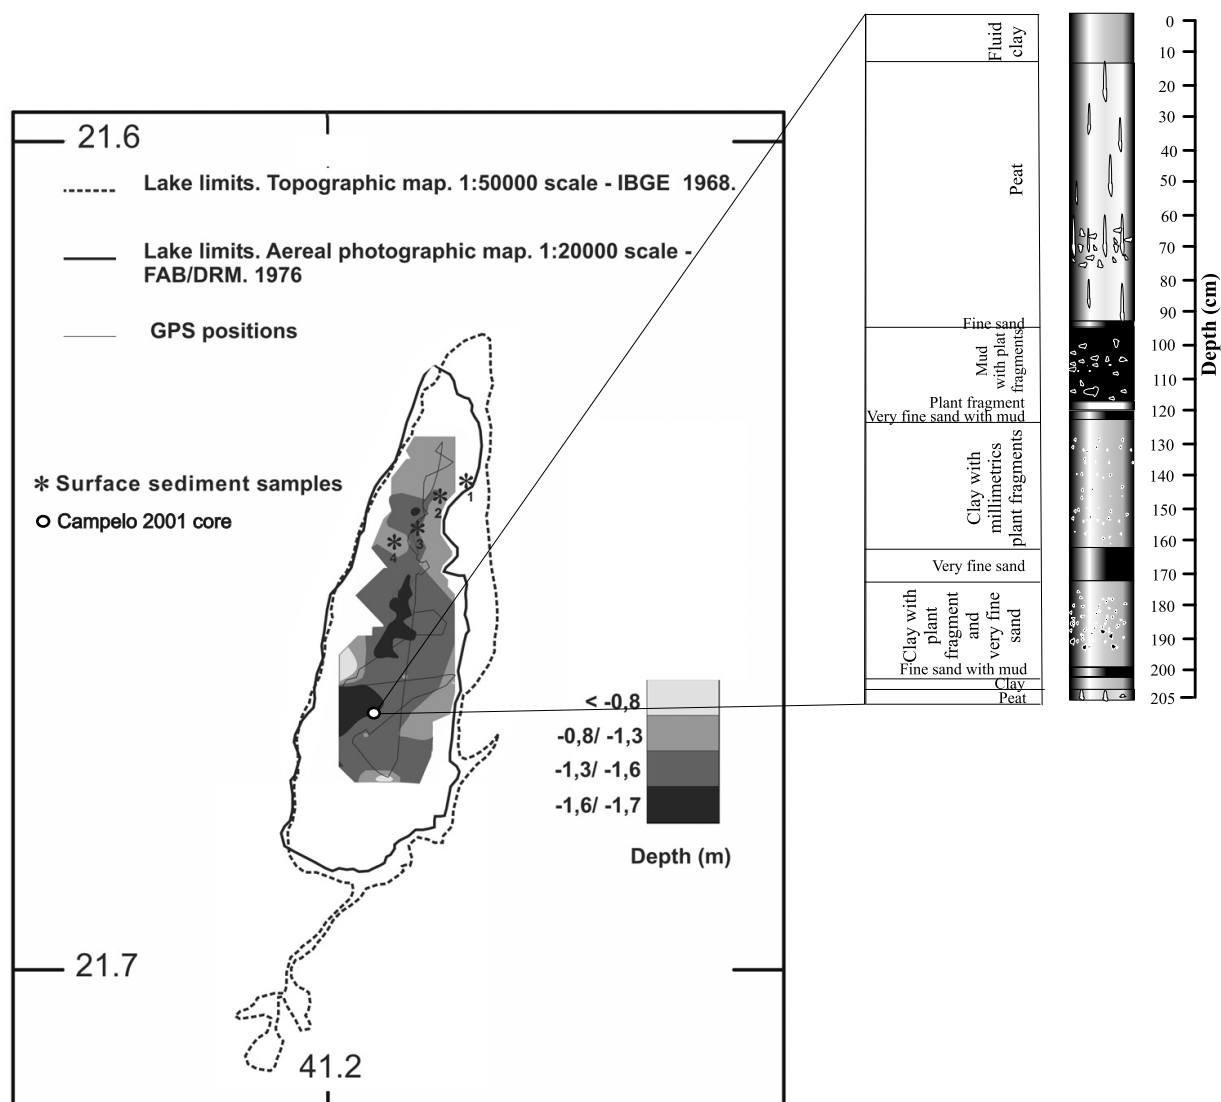 21.6
Lake limits. Topographic map. 1:50000 scale - IBGE 1968.
Lake limits. Aereal photographic map. 1:20000 scale -
FAB/DRM. 1976
GPS positions
Surface sediment samples
Campelo 2001 core
1
2
3
4
< -0,8
-0,8/ -1,3
-1,3/ -1,6
-1,6/ -1,7
Depth (m)
21.7
41.2
Fluid
clay
Peat
Fine sand
Mud
with plat
fragments
Plant fragment
Very fine sand with mud
Clay with
millimetrics
plant fragments
Very fine sand
Clay with
plant
fragment
and
very fine
sand
Fine sand with mud
Clay
Peat
0
10
20
30
40
50
60
70
80
90
100
110
120
130
140
150
160
170
180
190
200
205
Depth (cm)